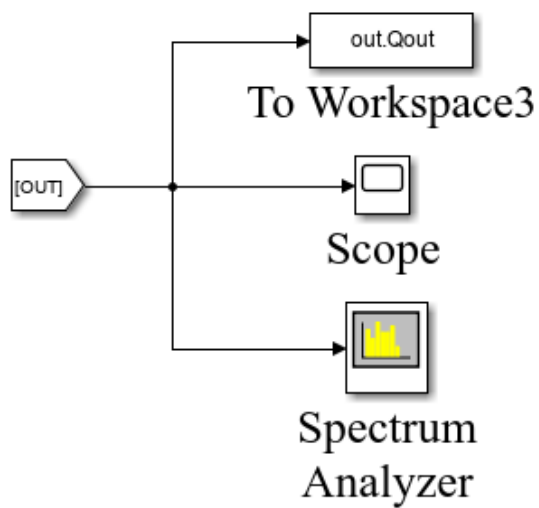 out.Qout
To Workspace3
[OUT]
Scope
Spectrum
Analyzer